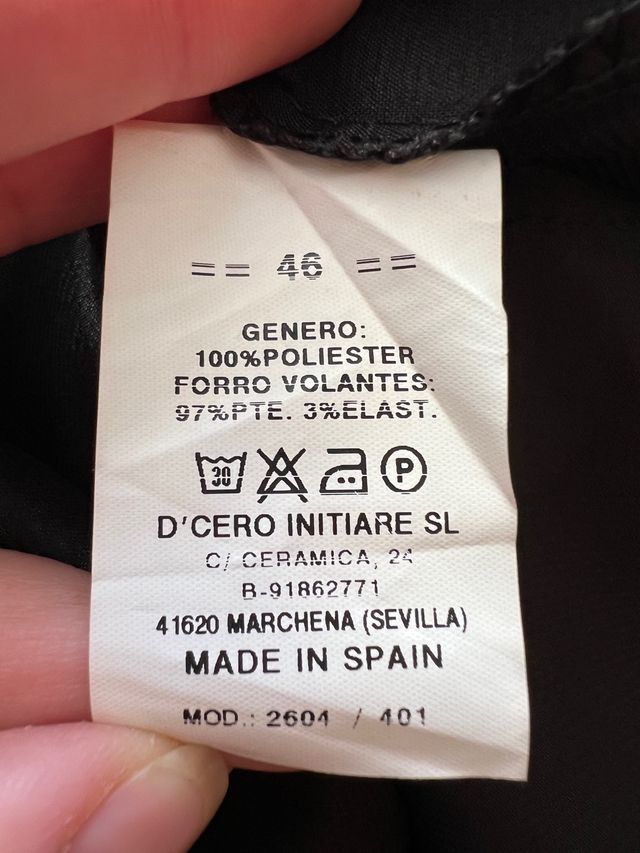 == 46 ==
GENERO:
100%POLIESTER
FORRO VOLANTES:
97%PTE. 3%ELAST.
30 P
D'CERO INITIARE SL
C/ CERAMICA, 24
B-91862771
41620 MARCHENA (SEVILLA)
MADE IN SPAIN
MOD.: 2604 / 401